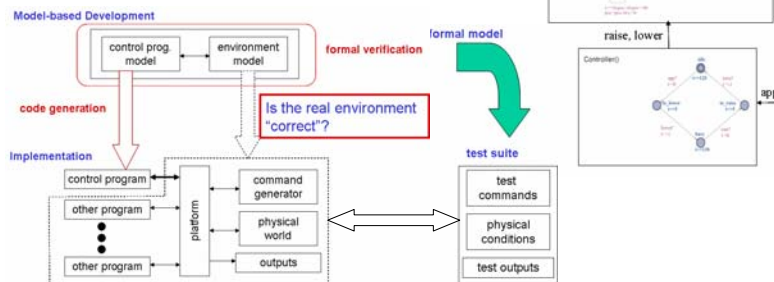 Model-based Development
control prog.
model
environment
model
formal verification
code generation
Is the real environment
"correct"?
Implementation
control program
other program
other program
platform
command
generator
physical
world
outputs
formal model
test suite
test
commands
physical
conditions
test outputs
raise, lower
Controller()
app